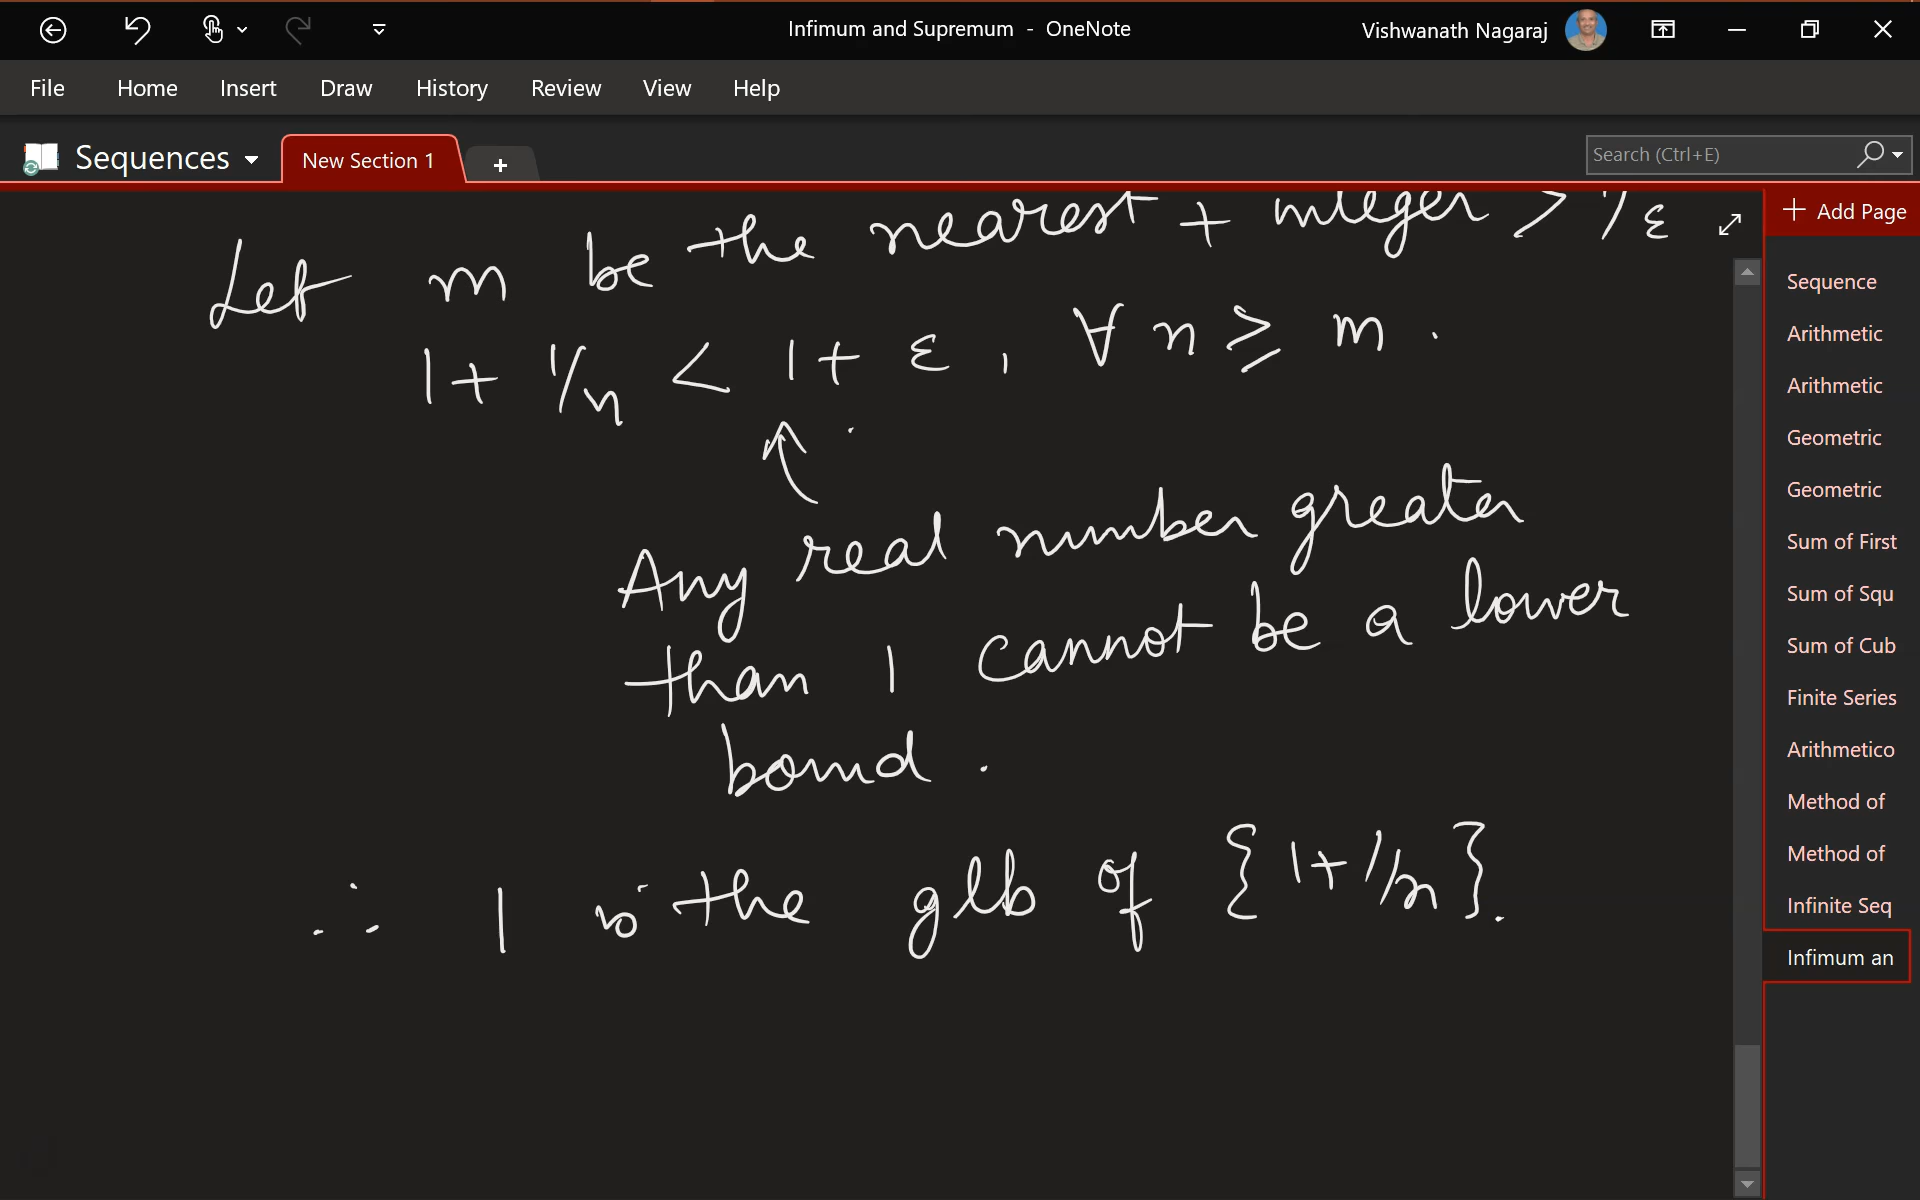 Infimum and Supremum - OneNote
Vishwanath Nagaraj
File Home Insert Draw History Review View Help
Sequences
New Section 1
+
Search (Ctrl+E)
+ Add Page
Let m be the nearest + integer > 1/ε
1 + 1/n < 1 + ε, ∀ n ≥ m.
Any real number greater
than 1 cannot be a lower
bound.
∴ 1 is the glb of {1+1/n}.
Sequence
Arithmetic
Arithmetic
Geometric
Geometric
Sum of First
Sum of Squ
Sum of Cub
Finite Series
Arithmetico
Method of
Method of
Infinite Seq
Infimum an